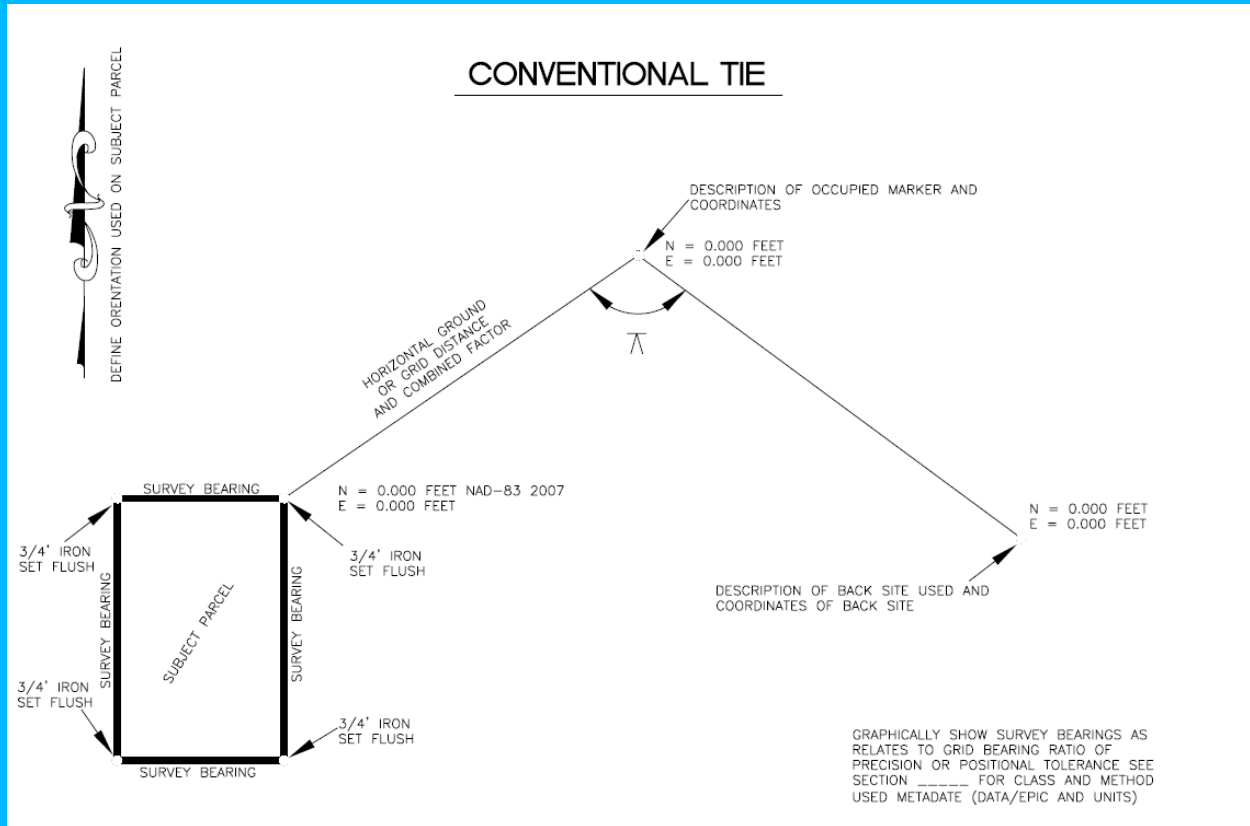 CONVENTIONAL TIE
DEFINE ORENTATION USED ON SUBJECT PARCEL
DESCRIPTION OF OCCUPIED MARKER AND
COORDINATES
N = 0.000 FEET
E = 0.000 FEET
HORIZONTAL GROUND
OR GRID DISTANCE
AND COMBINED FACTOR
SURVEY BEARING
N = 0.000 FEET NAD-83 2007
E = 0.000 FEET
N = 0.000 FEET
E = 0.000 FEET
3/4' IRON
SET FLUSH
3/4' IRON
SET FLUSH
SURVEY BEARING
SUBJECT PARCEL
SURVEY BEARING
DESCRIPTION OF BACK SITE USED AND
COORDINATES OF BACK SITE
3/4' IRON
SET FLUSH
3/4' IRON
SET FLUSH
SURVEY BEARING
GRAPHICALLY SHOW SURVEY BEARINGS AS
RELATES TO GRID BEARING RATIO OF
PRECISION OR POSITIONAL TOLERANCE SEE
SECTION _____ FOR CLASS AND METHOD
USED METADATE (DATA/EPIC AND UNITS)